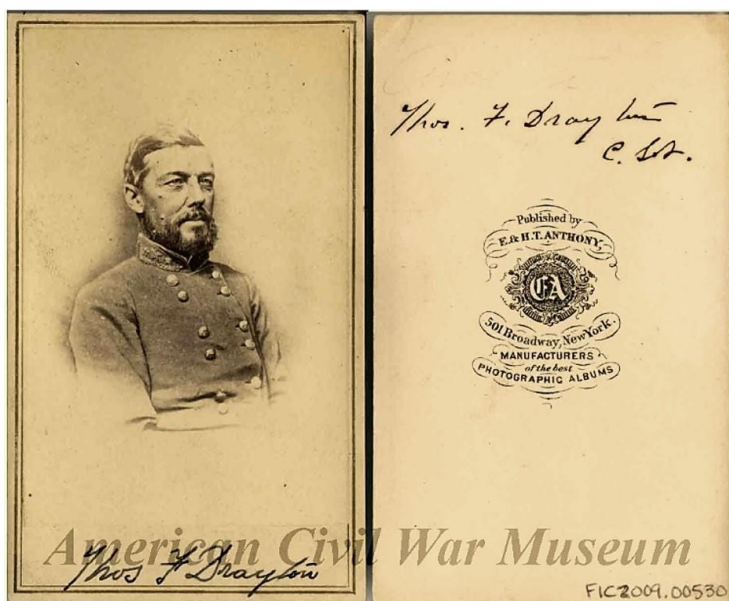 Thos F Drayton
Thos. F. Drayton
C. S. A.
Published by
E. & H. T. ANTHONY,
EA
501 Broadway, New York.
MANUFACTURERS
of the best
PHOTOGRAPHIC ALBUMS
American Civil War Museum
FIC2009.00530